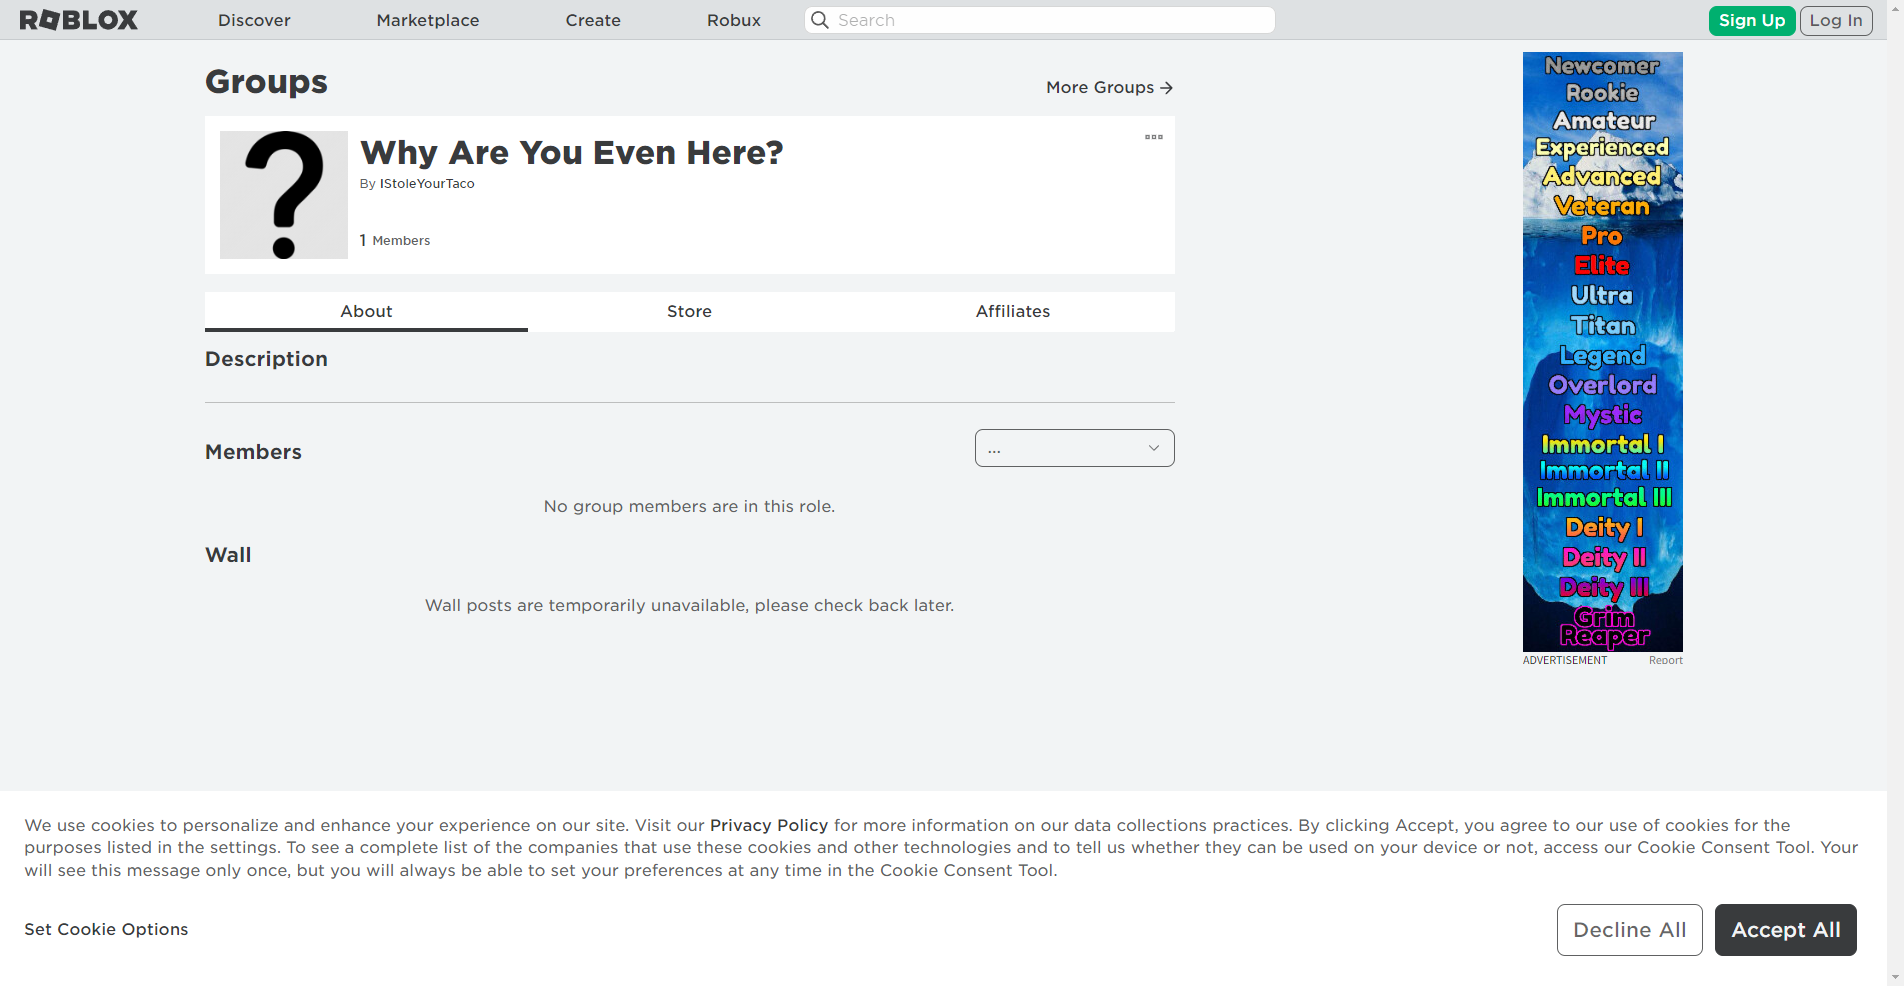 ROBLOX
Discover
Marketplace
Create
Robux
Search
Sign Up
Log In
Groups
More Groups
Why Are You Even Here?
By IStoleYourTaco
1 Members
About
Store
Affiliates
Description
Members
...
No group members are in this role.
Wall
Wall posts are temporarily unavailable, please check back later.
Newcomer
Rookie
Amateur
Experienced
Advanced
Veteran
Pro
Elite
Ultra
Titan
Legend
Overlord
Mystic
Immortal I
Immortal II
Immortal III
Deity I
Deity II
Deity III
Grim
Reaper
ADVERTISEMENT
Report
We use cookies to personalize and enhance your experience on our site. Visit our Privacy Policy for more information on our data collections practices. By clicking Accept, you agree to our use of cookies for the
purposes listed in the settings. To see a complete list of the companies that use these cookies and other technologies and to tell us whether they can be used on your device or not, access our Cookie Consent Tool. Your
will see this message only once, but you will always be able to set your preferences at any time in the Cookie Consent Tool.
Set Cookie Options
Decline All
Accept All